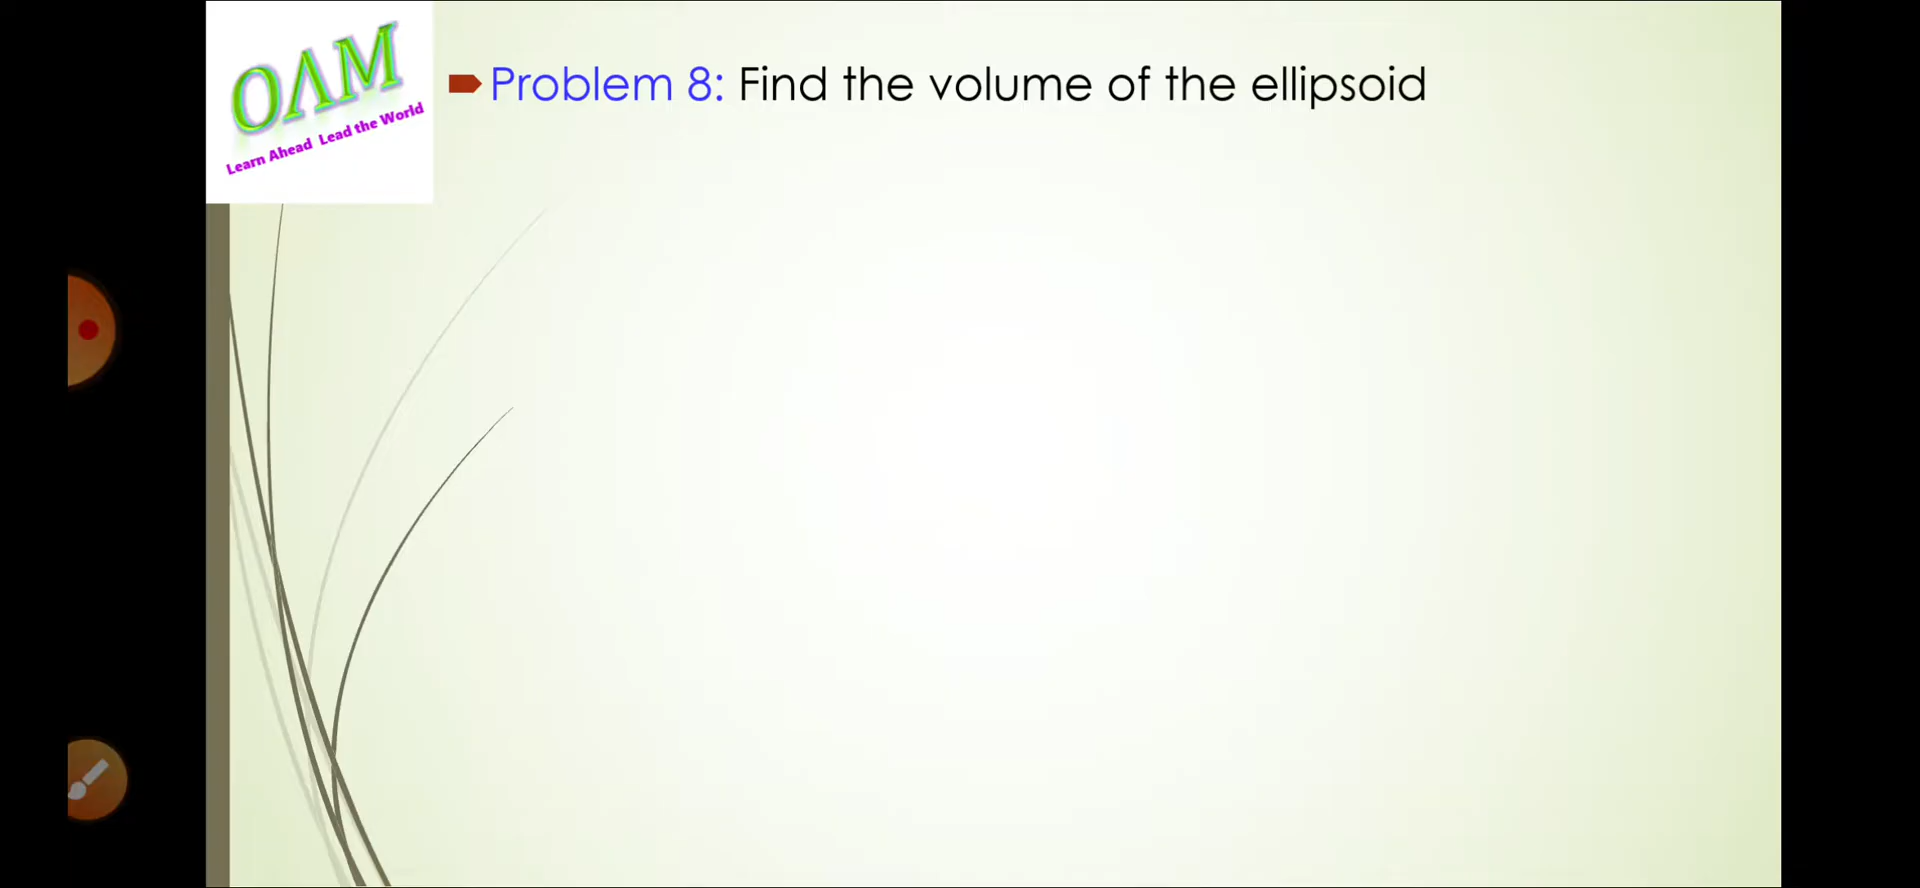 OΛM
Learn Ahead Lead the World
Problem 8: Find the volume of the ellipsoid